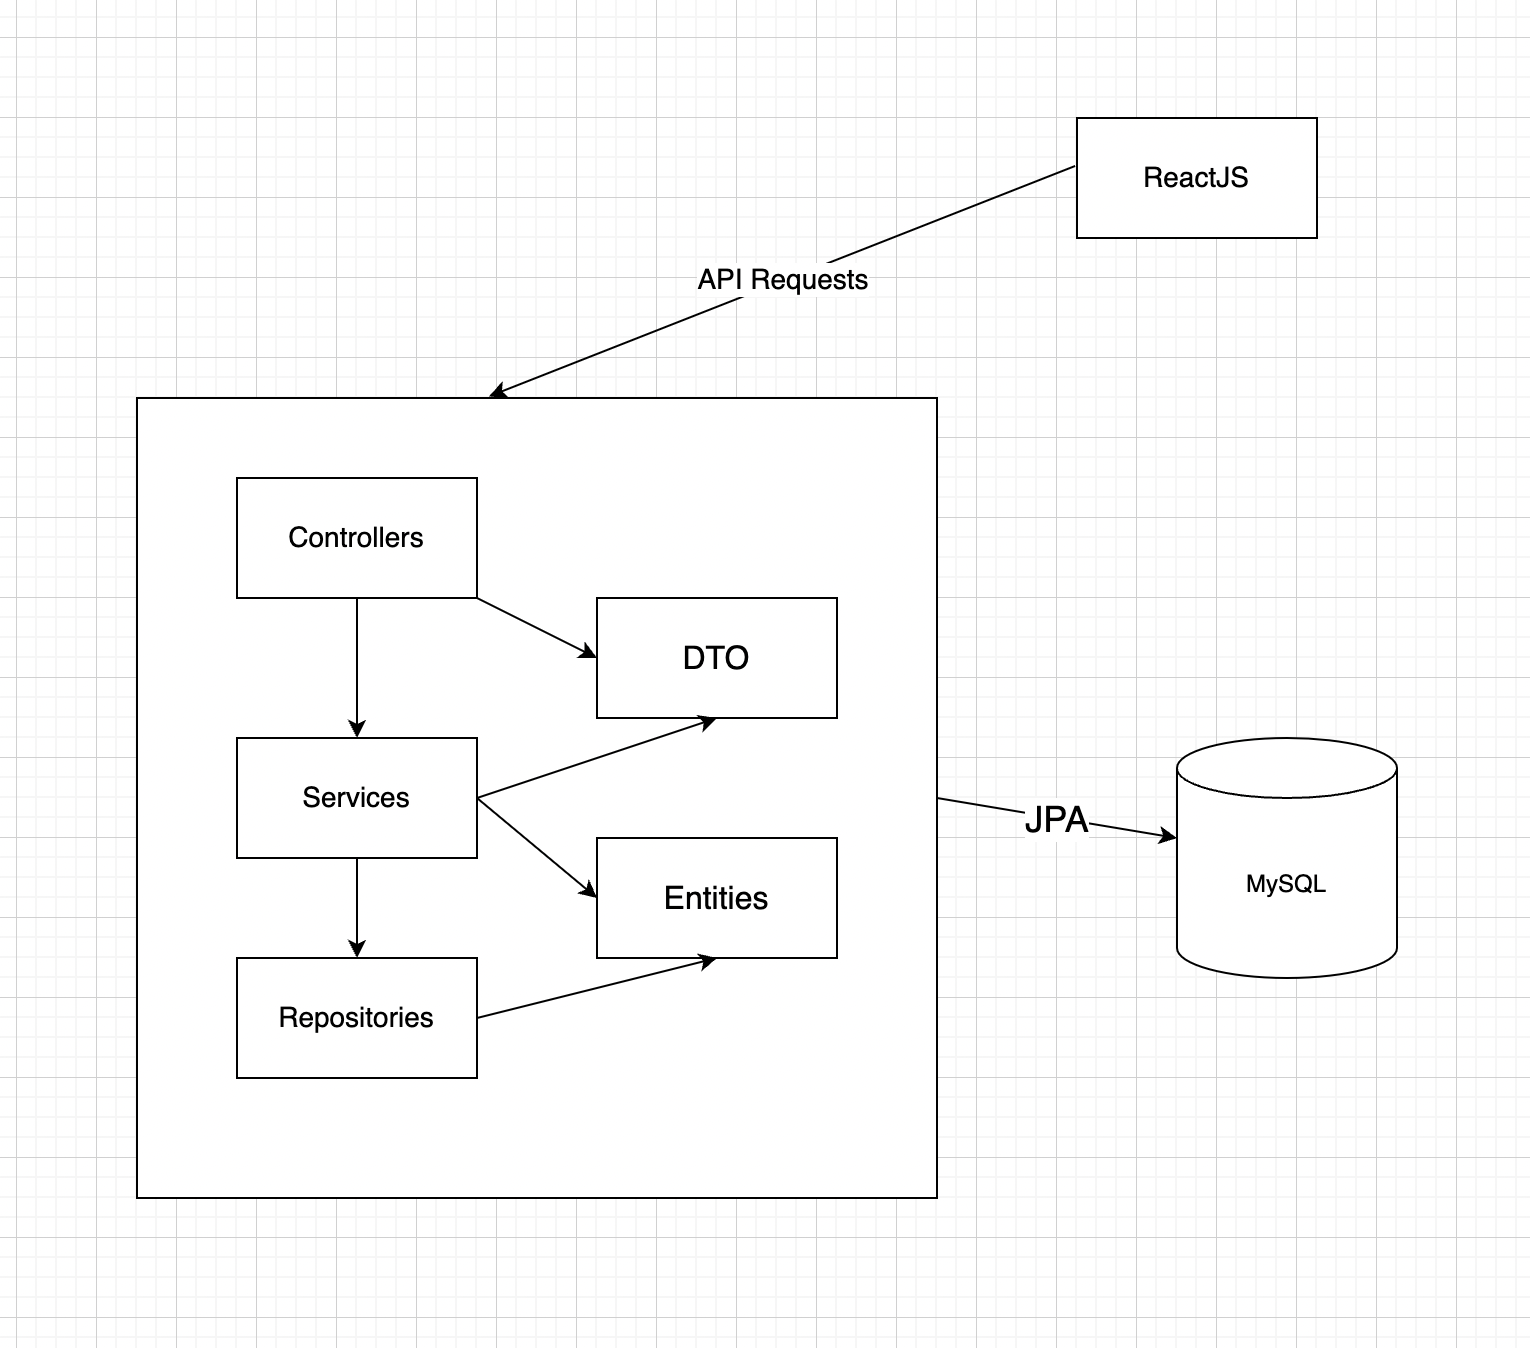 ReactJS
API Requests
Controllers
DTO
Services
JPA
MySQL
Entities
Repositories